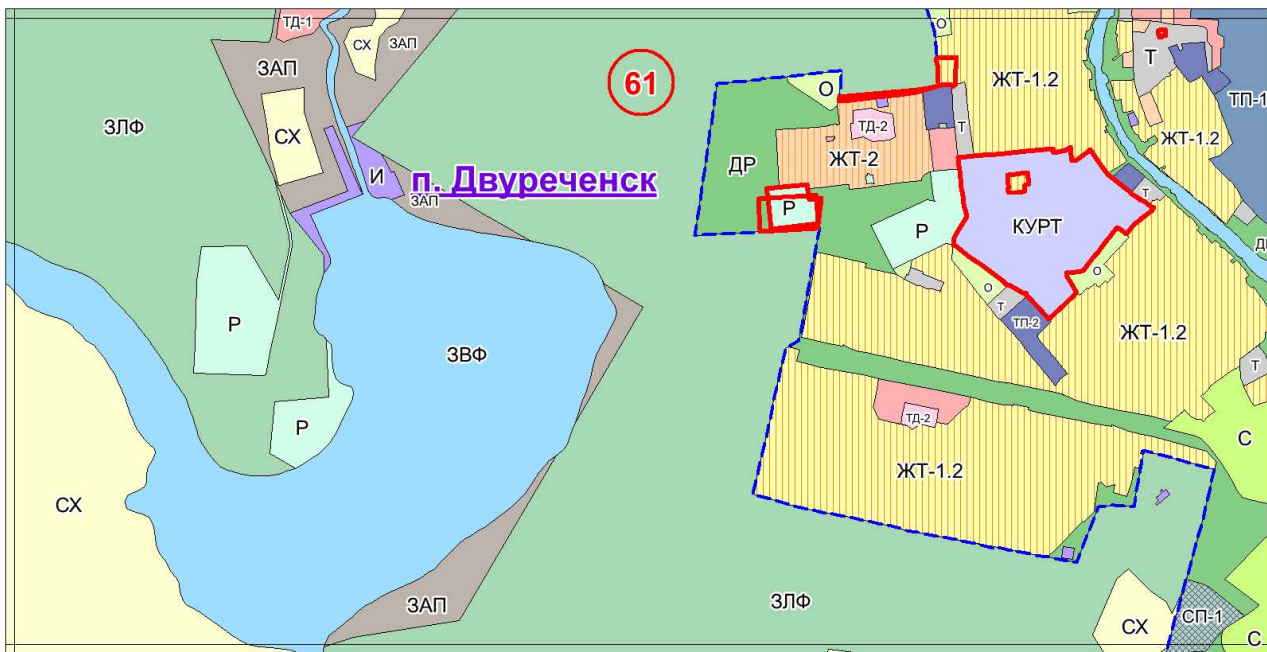 ТД-1
СХ
ЗАП
О
Т
ЗАП
61
ЖТ-1.2
ТП-1
О
ЗЛФ
СХ
ТД-2
Т
ЖТ-1.2
ДР
ЖТ-2
И
п. Двуреченск
ЗАП
Т
Р
Р
КУРТ
О
О
Т
Р
ТП-2
ЖТ-1.2
ЗВФ
Т
Р
ТД-2
С
ЖТ-1.2
СХ
ЗАП
ЗЛФ
СХ
СП-1
С